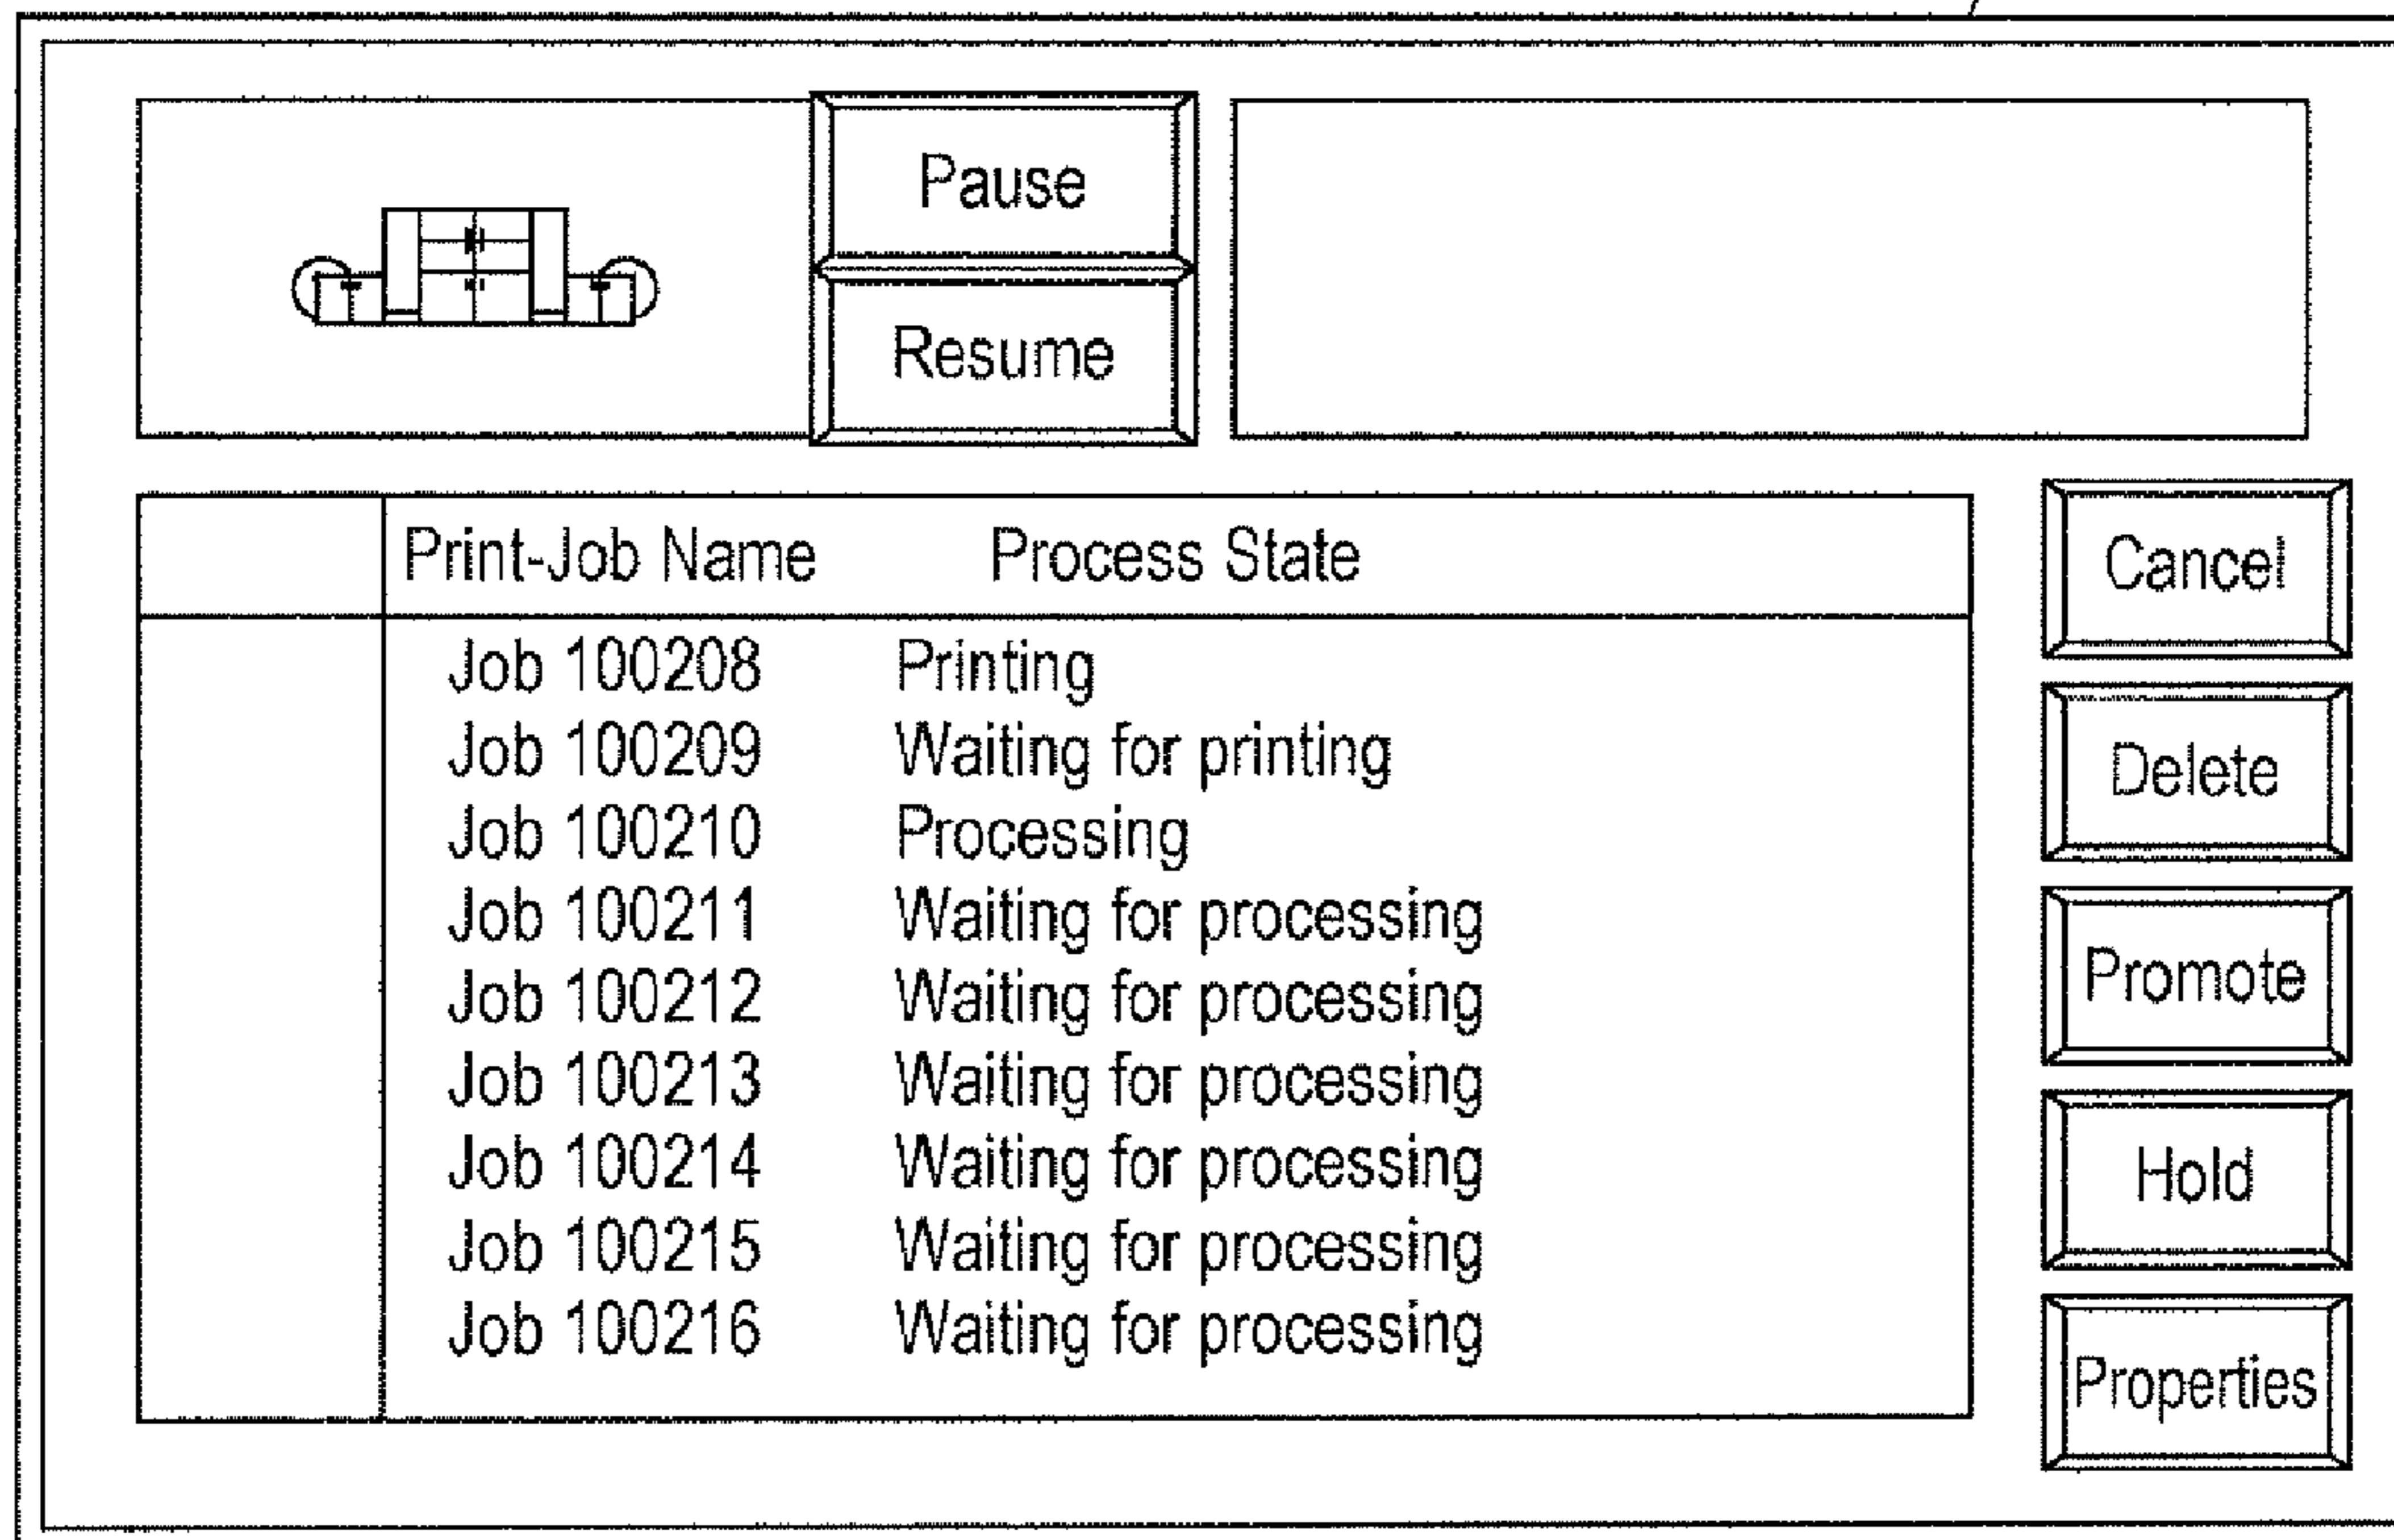 Pause
Resume
Print-Job Name Process State
Job 100208 Printing
Job 100209 Waiting for printing
Job 100210 Processing
Job 100211 Waiting for processing
Job 100212 Waiting for processing
Job 100213 Waiting for processing
Job 100214 Waiting for processing
Job 100215 Waiting for processing
Job 100216 Waiting for processing
Cancel
Delete
Promote
Hold
Properties